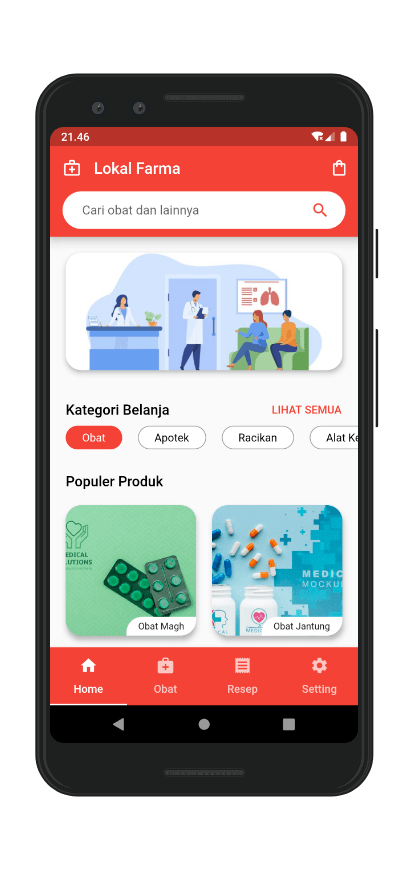 21.46
Lokal Farma
Cari obat dan lainnya
Kategori Belanja
LIHAT SEMUA
Obat
Apotek
Racikan
Alat Ke
Populer Produk
EDICAL
LUTIONS
Obat Magh
MEDIC
MOCKU
Obat Jantung
Home
Obat
Resep
Setting